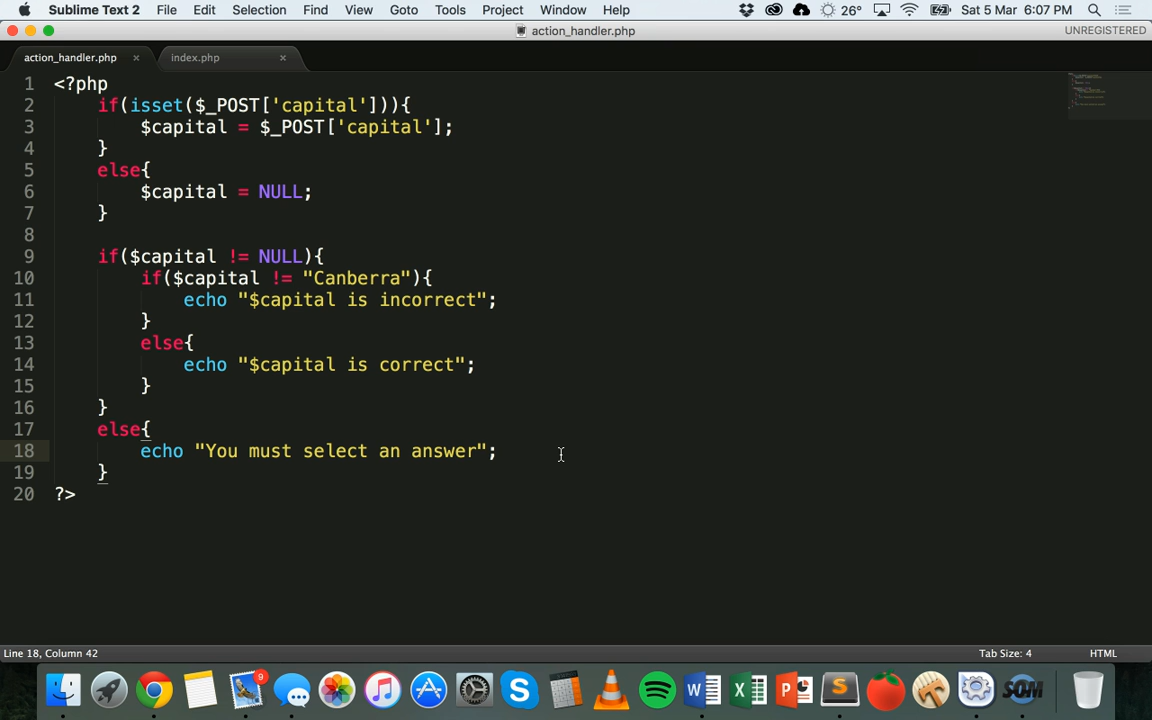 Sublime Text 2 File Edit Selection Find View Goto Tools Project Window Help 26° Sat 5 Mar 6:07 PM
action_handler.php UNREGISTERED
action_handler.php × index.php ×
1 <?php
2 if(isset($_POST['capital'])){
3 $capital = $_POST['capital'];
4 }
5 else{
6 $capital = NULL;
7 }
8
9 if($capital != NULL){
10 if($capital != "Canberra"){
11 echo "$capital is incorrect";
12 }
13 else{
14 echo "$capital is correct";
15 }
16 }
17 else{
18 echo "You must select an answer";
19 }
20 ?>
Line 18, Column 42 Tab Size: 4 HTML
9
SOM